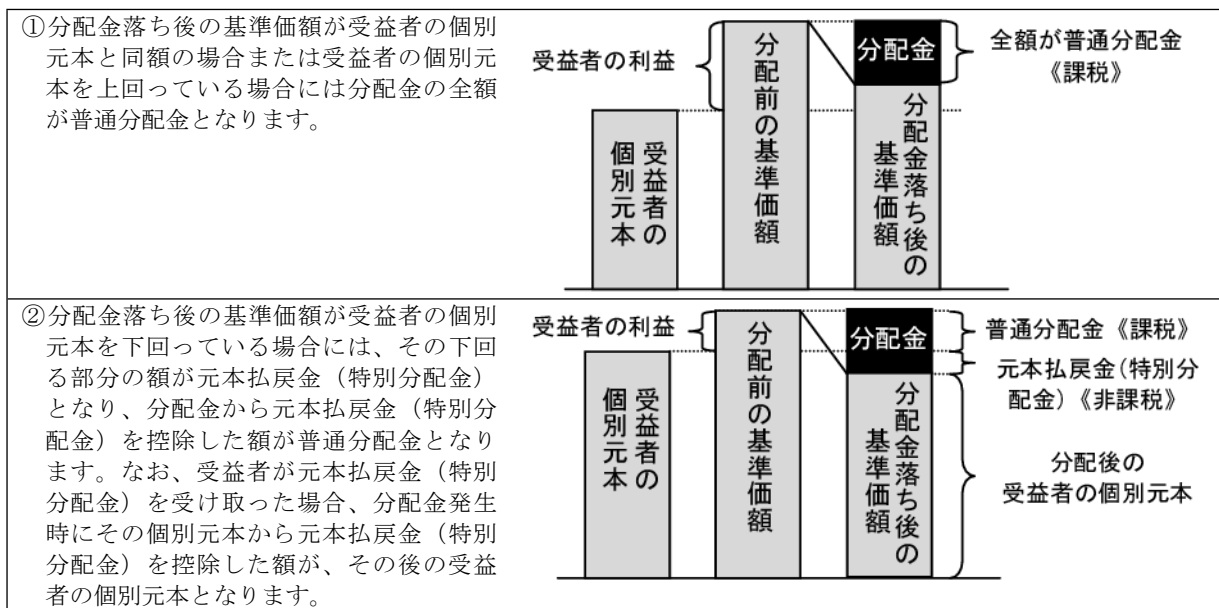 ①分配金落ち後の基準価額が受益者の個別
元本と同額の場合または受益者の個別元
本を上回っている場合には分配金の全額
が普通分配金となります。
受益者の利益
受益者の
個別元本
分配前の基準価額
分配金
分配金落ち後の
基準価額
全額が普通分配金
《課税》
②分配金落ち後の基準価額が受益者の個別
元本を下回っている場合には、その下回
る部分の額が元本払戻金（特別分配金）
となり、分配金から元本払戻金（特別分
配金）を控除した額が普通分配金となり
ます。なお、受益者が元本払戻金（特別
分配金）を受け取った場合、分配金発生
時にその個別元本から元本払戻金（特別
分配金）を控除した額が、その後の受益
者の個別元本となります。
受益者の利益
受益者の
個別元本
分配前の基準価額
分配金
分配金落ち後の
基準価額
普通分配金《課税》
元本払戻金（特別分
配金）《非課税》
分配後の
受益者の個別元本